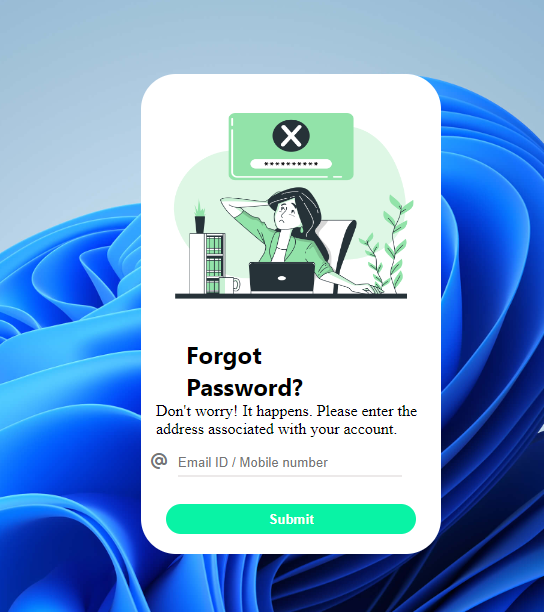 X
**********
Forgot
Password?
Don't worry! It happens. Please enter the
address associated with your account.
@ Email ID / Mobile number
Submit